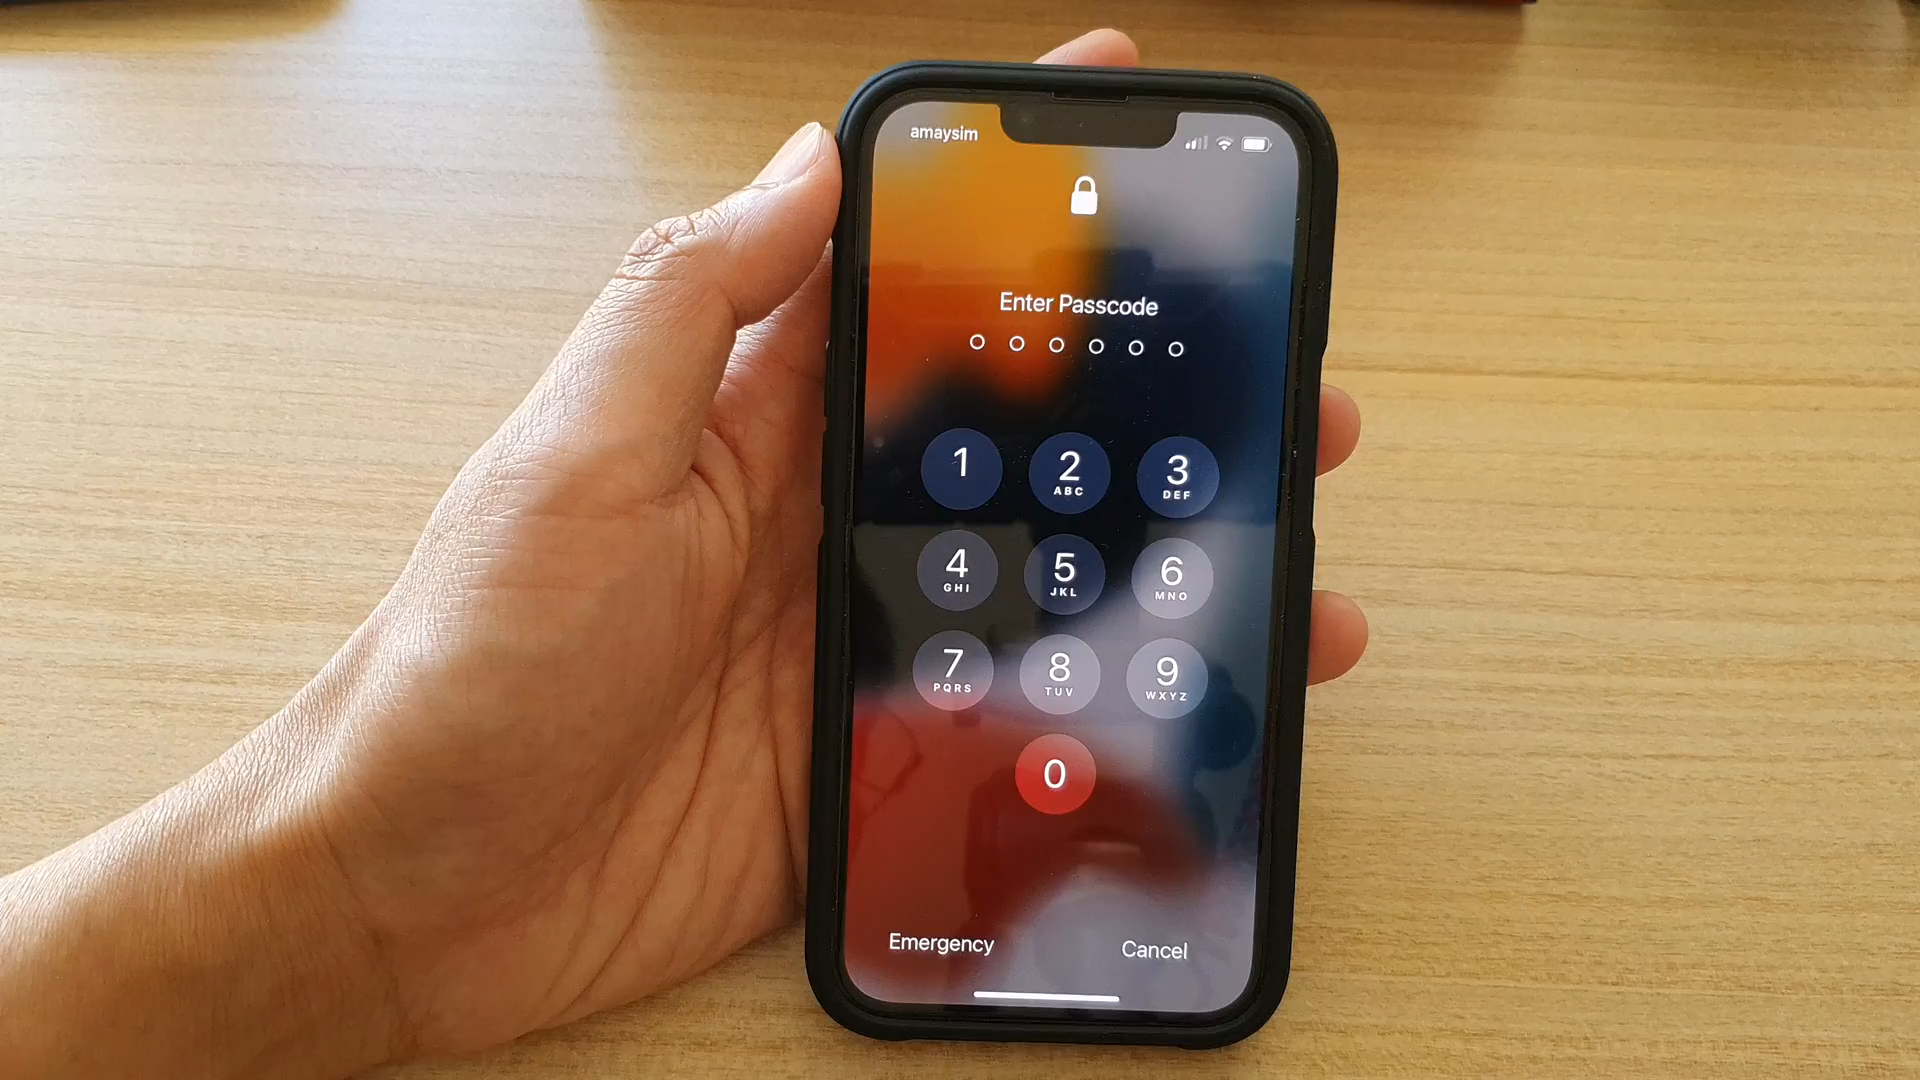 amaysim
Enter Passcode
1 2 3
ABC DEF
4 5 6
GHI JKL MNO
7 8 9
PQRS TUV WXYZ
0
Emergency Cancel